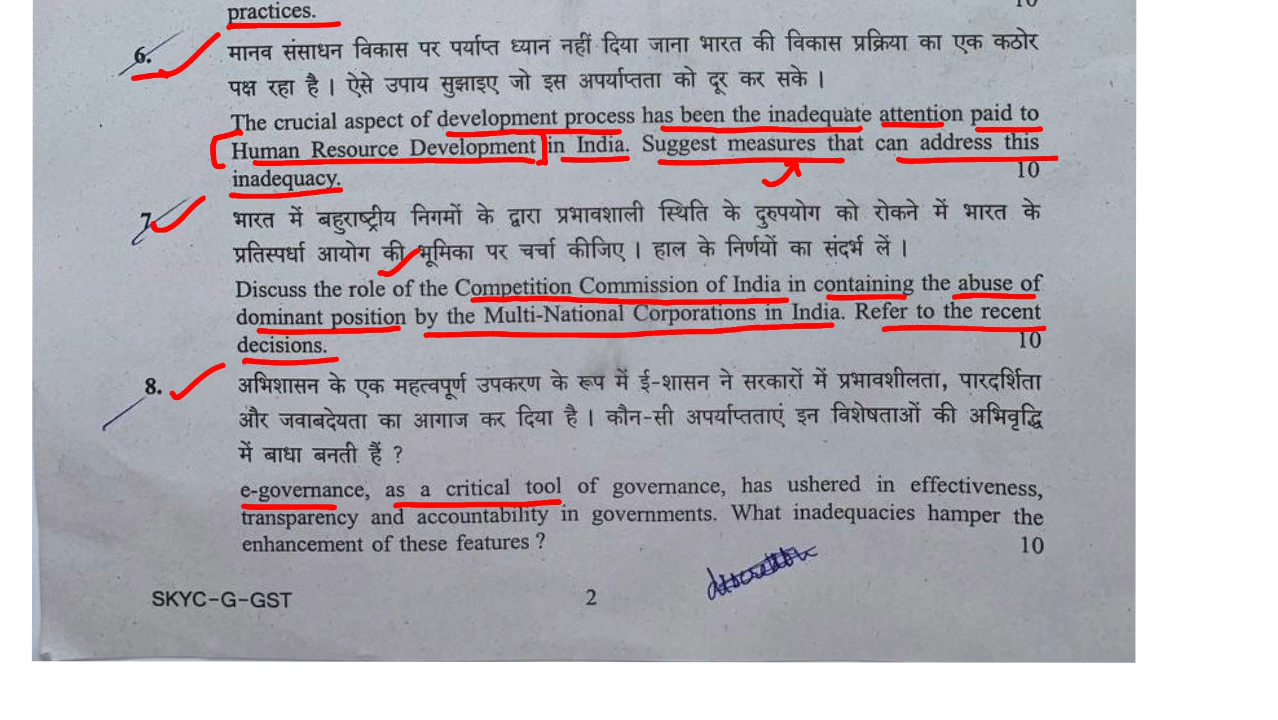 practices.
10
6. मानव संसाधन विकास पर पर्याप्त ध्यान नहीं दिया जाना भारत की विकास प्रक्रिया का एक कठोर
पक्ष रहा है । ऐसे उपाय सुझाइए जो इस अपर्याप्तता को दूर कर सके ।
The crucial aspect of development process has been the inadequate attention paid to
Human Resource Development in India. Suggest measures that can address this
inadequacy. 10
7. भारत में बहुराष्ट्रीय निगमों के द्वारा प्रभावशाली स्थिति के दुरुपयोग को रोकने में भारत के
प्रतिस्पर्धा आयोग की भूमिका पर चर्चा कीजिए । हाल के निर्णयों का संदर्भ लें ।
Discuss the role of the Competition Commission of India in containing the abuse of
dominant position by the Multi-National Corporations in India. Refer to the recent
decisions. 10
8. अभिशासन के एक महत्वपूर्ण उपकरण के रूप में ई-शासन ने सरकारों में प्रभावशीलता, पारदर्शिता
और जवाबदेयता का आगाज कर दिया है । कौन-सी अपर्याप्तताएं इन विशेषताओं की अभिवृद्धि
में बाधा बनती हैं ?
e-governance, as a critical tool of governance, has ushered in effectiveness,
transparency and accountability in governments. What inadequacies hamper the
enhancement of these features ? 10
SKYC-G-GST 2